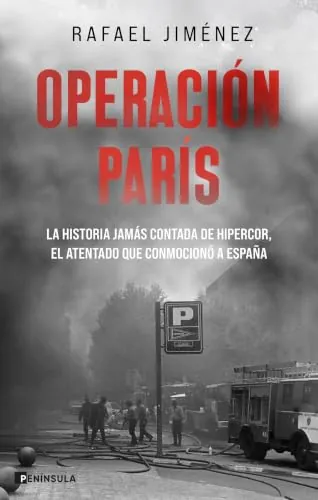 RAFAEL JIMÉNEZ
OPERACIÓN
PARÍS
LA HISTORIA JAMÁS CONTADA DE HIPERCOR,
EL ATENTADO QUE CONMOCIONÓ A ESPAÑA
P
PENÍNSULA